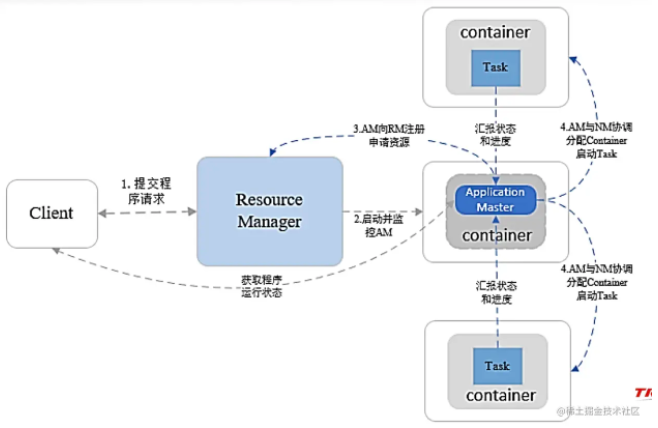 container
Task
3.AM向RM注册
申请资源
汇报状态
和进度
4.AM与NM协调
分配Container
启动Task
1. 提交程
序请求
Client
Resource
Manager
2.启动并监
控AM
Application
Master
container
获取程序
运行状态
汇报状态
和进度
4.AM与NM协调
分配Container
启动Task
Task
container
@稀土掘金技术社区